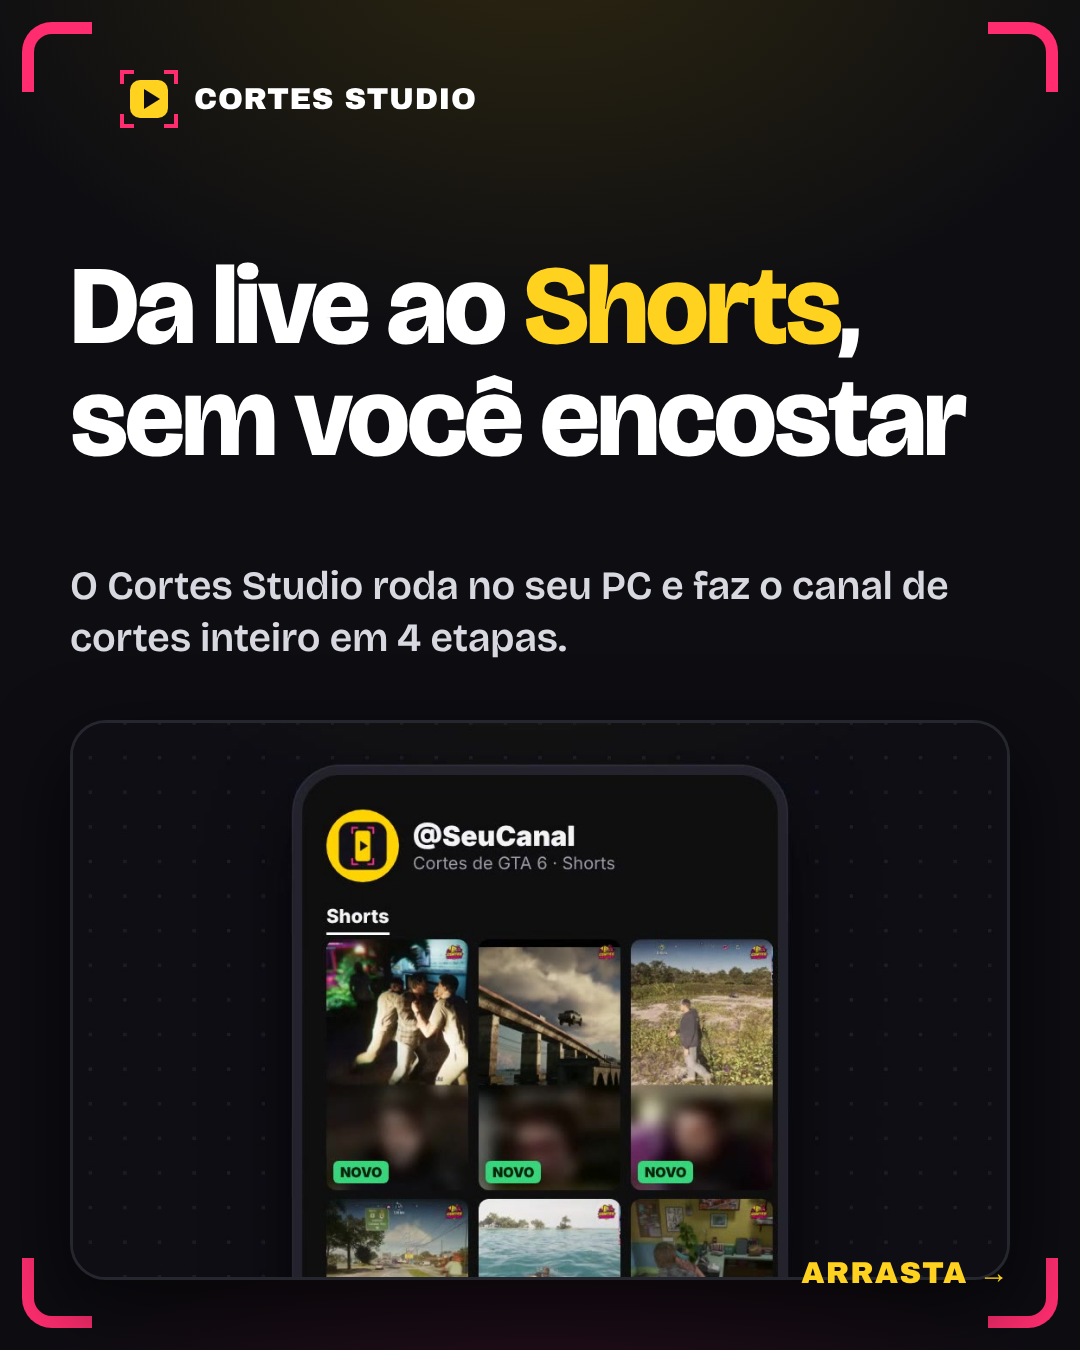 CORTES STUDIO
Da live ao Shorts,
sem você encostar
O Cortes Studio roda no seu PC e faz o canal de
cortes inteiro em 4 etapas.
@SeuCanal
Cortes de GTA 6 · Shorts
Shorts
NOVO
NOVO
NOVO
ARRASTA →